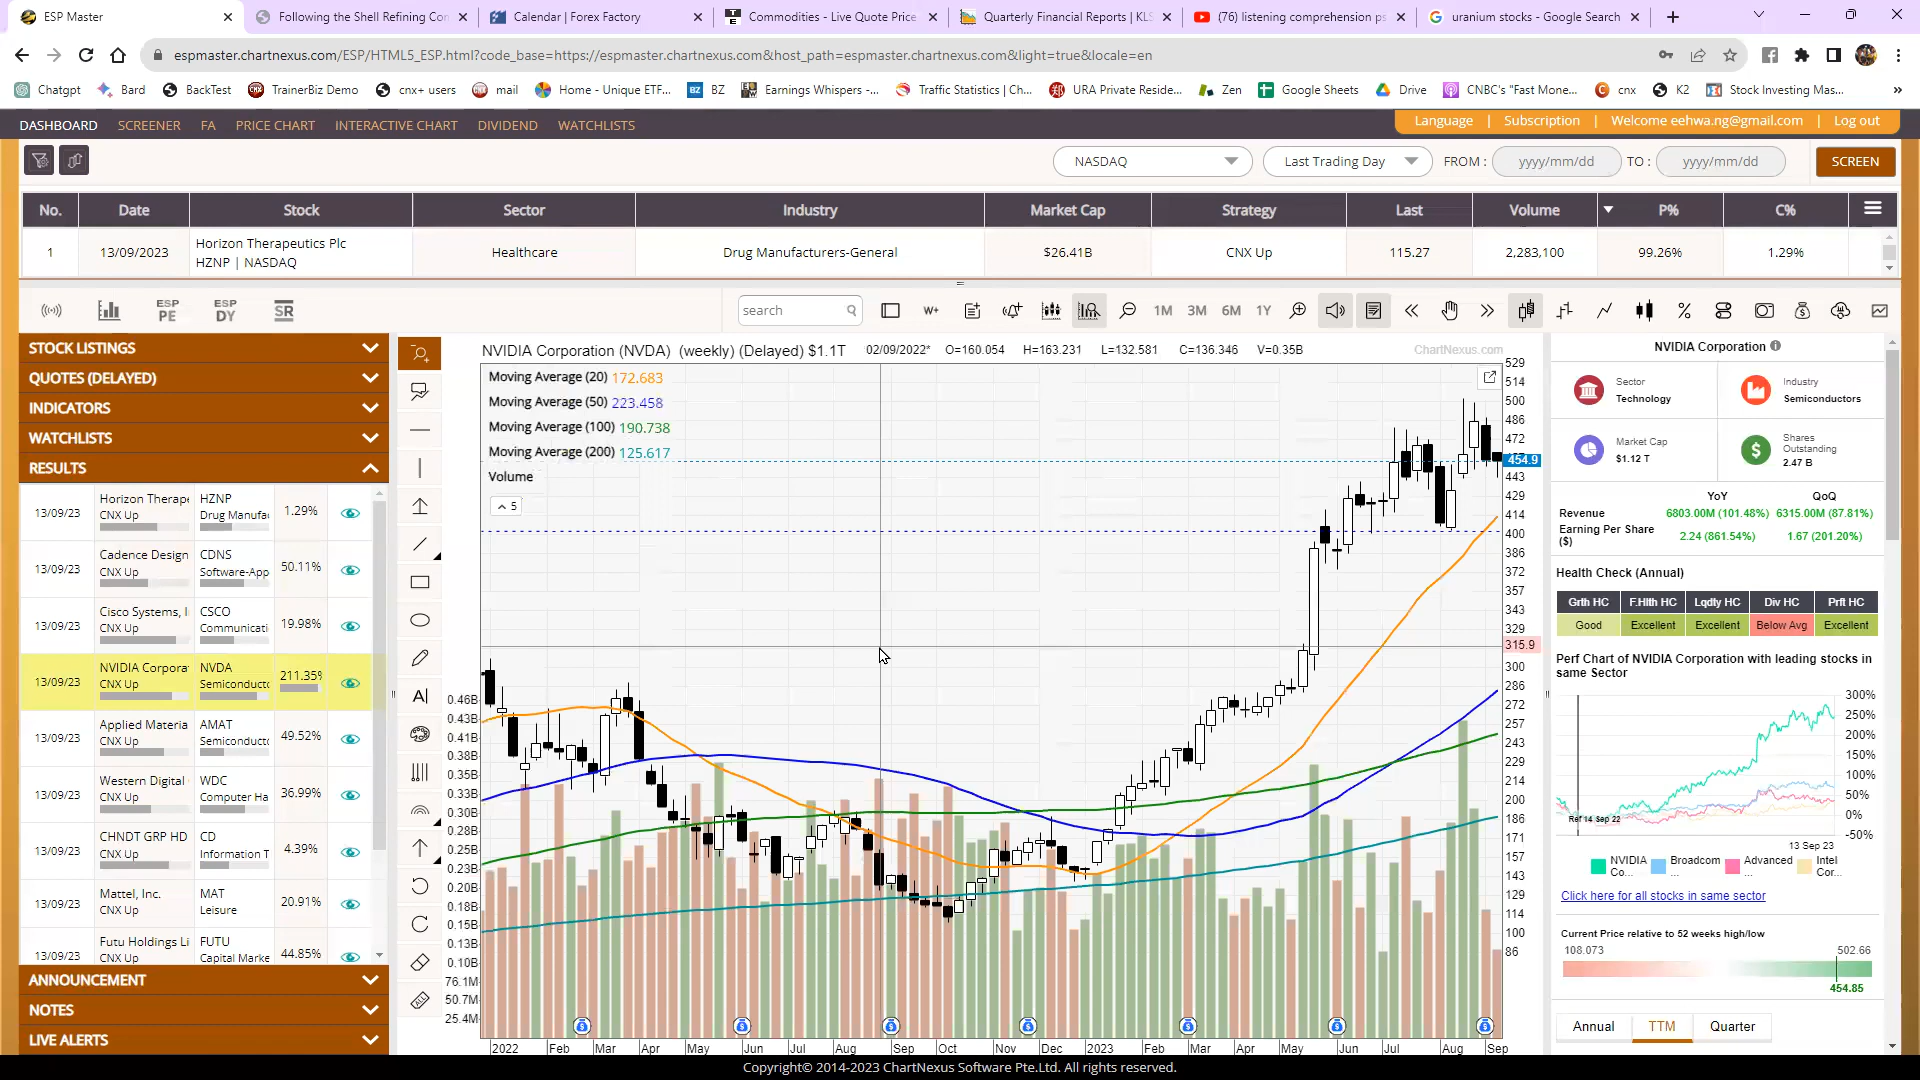 ESP Master
Following the Shell Refining Con
Calendar | Forex Factory
Commodities - Live Quote Price
Quarterly Financial Reports | KLS
(76) listening comprehension ps
uranium stocks - Google Search
espmaster.chartnexus.com/ESP/HTML5_ESP.html?code_base=https://espmaster.chartnexus.com&host_path=espmaster.chartnexus.com&light=true&locale=en
Chatgpt
Bard
BackTest
TrainerBiz Demo
cnx+ users
mail
Home - Unique ETF...
BZ
Earnings Whispers -...
Traffic Statistics | Ch...
URA Private Reside...
Zen
Google Sheets
Drive
CNBC's "Fast Mone...
cnx
K2
Stock Investing Mas...
DASHBOARD SCREENER FA PRICE CHART INTERACTIVE CHART DIVIDEND WATCHLISTS
Language | Subscription | Welcome eehwa.ng@gmail.com | Log out
NASDAQ Last Trading Day FROM : yyyy/mm/dd TO : yyyy/mm/dd SCREEN
No. Date Stock Sector Industry Market Cap Strategy Last Volume P% C%
1 13/09/2023 Horizon Therapeutics Plc Healthcare Drug Manufacturers-General $26.41B CNX Up 115.27 2,283,100 99.26% 1.29%
HZNP | NASDAQ
ESP PE
ESP DY
SR
search
W+
1M 3M 6M 1Y
STOCK LISTINGS
QUOTES (DELAYED)
INDICATORS
WATCHLISTS
RESULTS
13/09/23 Horizon Therape HZNP 1.29%
CNX Up Drug Manufa
13/09/23 Cadence Design CDNS 50.11%
CNX Up Software-App
13/09/23 Cisco Systems, I CSCO 19.98%
CNX Up Communicati
13/09/23 NVIDIA Corpora NVDA 211.35%
CNX Up Semiconducto
13/09/23 Applied Materia AMAT 49.52%
CNX Up Semiconducto
13/09/23 Western Digital WDC 36.99%
CNX Up Computer Ha
13/09/23 CHNDT GRP HD CD 4.39%
CNX Up Information T
13/09/23 Mattel, Inc. MAT 20.91%
CNX Up Leisure
13/09/23 Futu Holdings Li FUTU 44.85%
CNX Up Capital Marke
ANNOUNCEMENT
NOTES
LIVE ALERTS
NVIDIA Corporation (NVDA) (weekly) (Delayed) $1.1T 02/09/2022* O=160.054 H=163.231 L=132.581 C=136.346 V=0.35B
ChartNexus.com
Moving Average (20) 172.683
Moving Average (50) 223.458
Moving Average (100) 190.738
Moving Average (200) 125.617
Volume
5
A|
529
514
500
486
472
454.9
443
429
414
400
386
372
357
343
329
315.9
300
286
272
257
243
229
214
200
186
171
157
143
129
114
100
86
0.46B
0.43B
0.41B
0.38B
0.35B
0.33B
0.30B
0.28B
0.25B
0.23B
0.20B
0.18B
0.15B
0.13B
0.10B
76.1M
50.7M
25.4M
2022 Feb Mar Apr May Jun Jul Aug Sep Oct Nov Dec 2023 Feb Mar Apr May Jun Jul Aug Sep
NVIDIA Corporation
Sector
Technology
Industry
Semiconductors
Market Cap
$1.12 T
Shares Outstanding
2.47 B
YoY QoQ
Revenue 6803.00M (101.48%) 6315.00M (87.81%)
Earning Per Share ($) 2.24 (861.54%) 1.67 (201.20%)
Health Check (Annual)
Grth HC F.Hlth HC Lqdty HC Div HC Prft HC
Good Excellent Excellent Below Avg Excellent
Perf Chart of NVIDIA Corporation with leading stocks in
same Sector
300%
250%
200%
150%
100%
50%
0%
-50%
Ref 14 Sep 22
13 Sep 23
NVIDIA Co...
Broadcom ...
Advanced ...
Intel Cor...
Click here for all stocks in same sector
Current Price relative to 52 weeks high/low
108.073 502.66
454.85
Annual TTM Quarter
Copyright© 2014-2023 ChartNexus Software Pte.Ltd. All rights reserved.